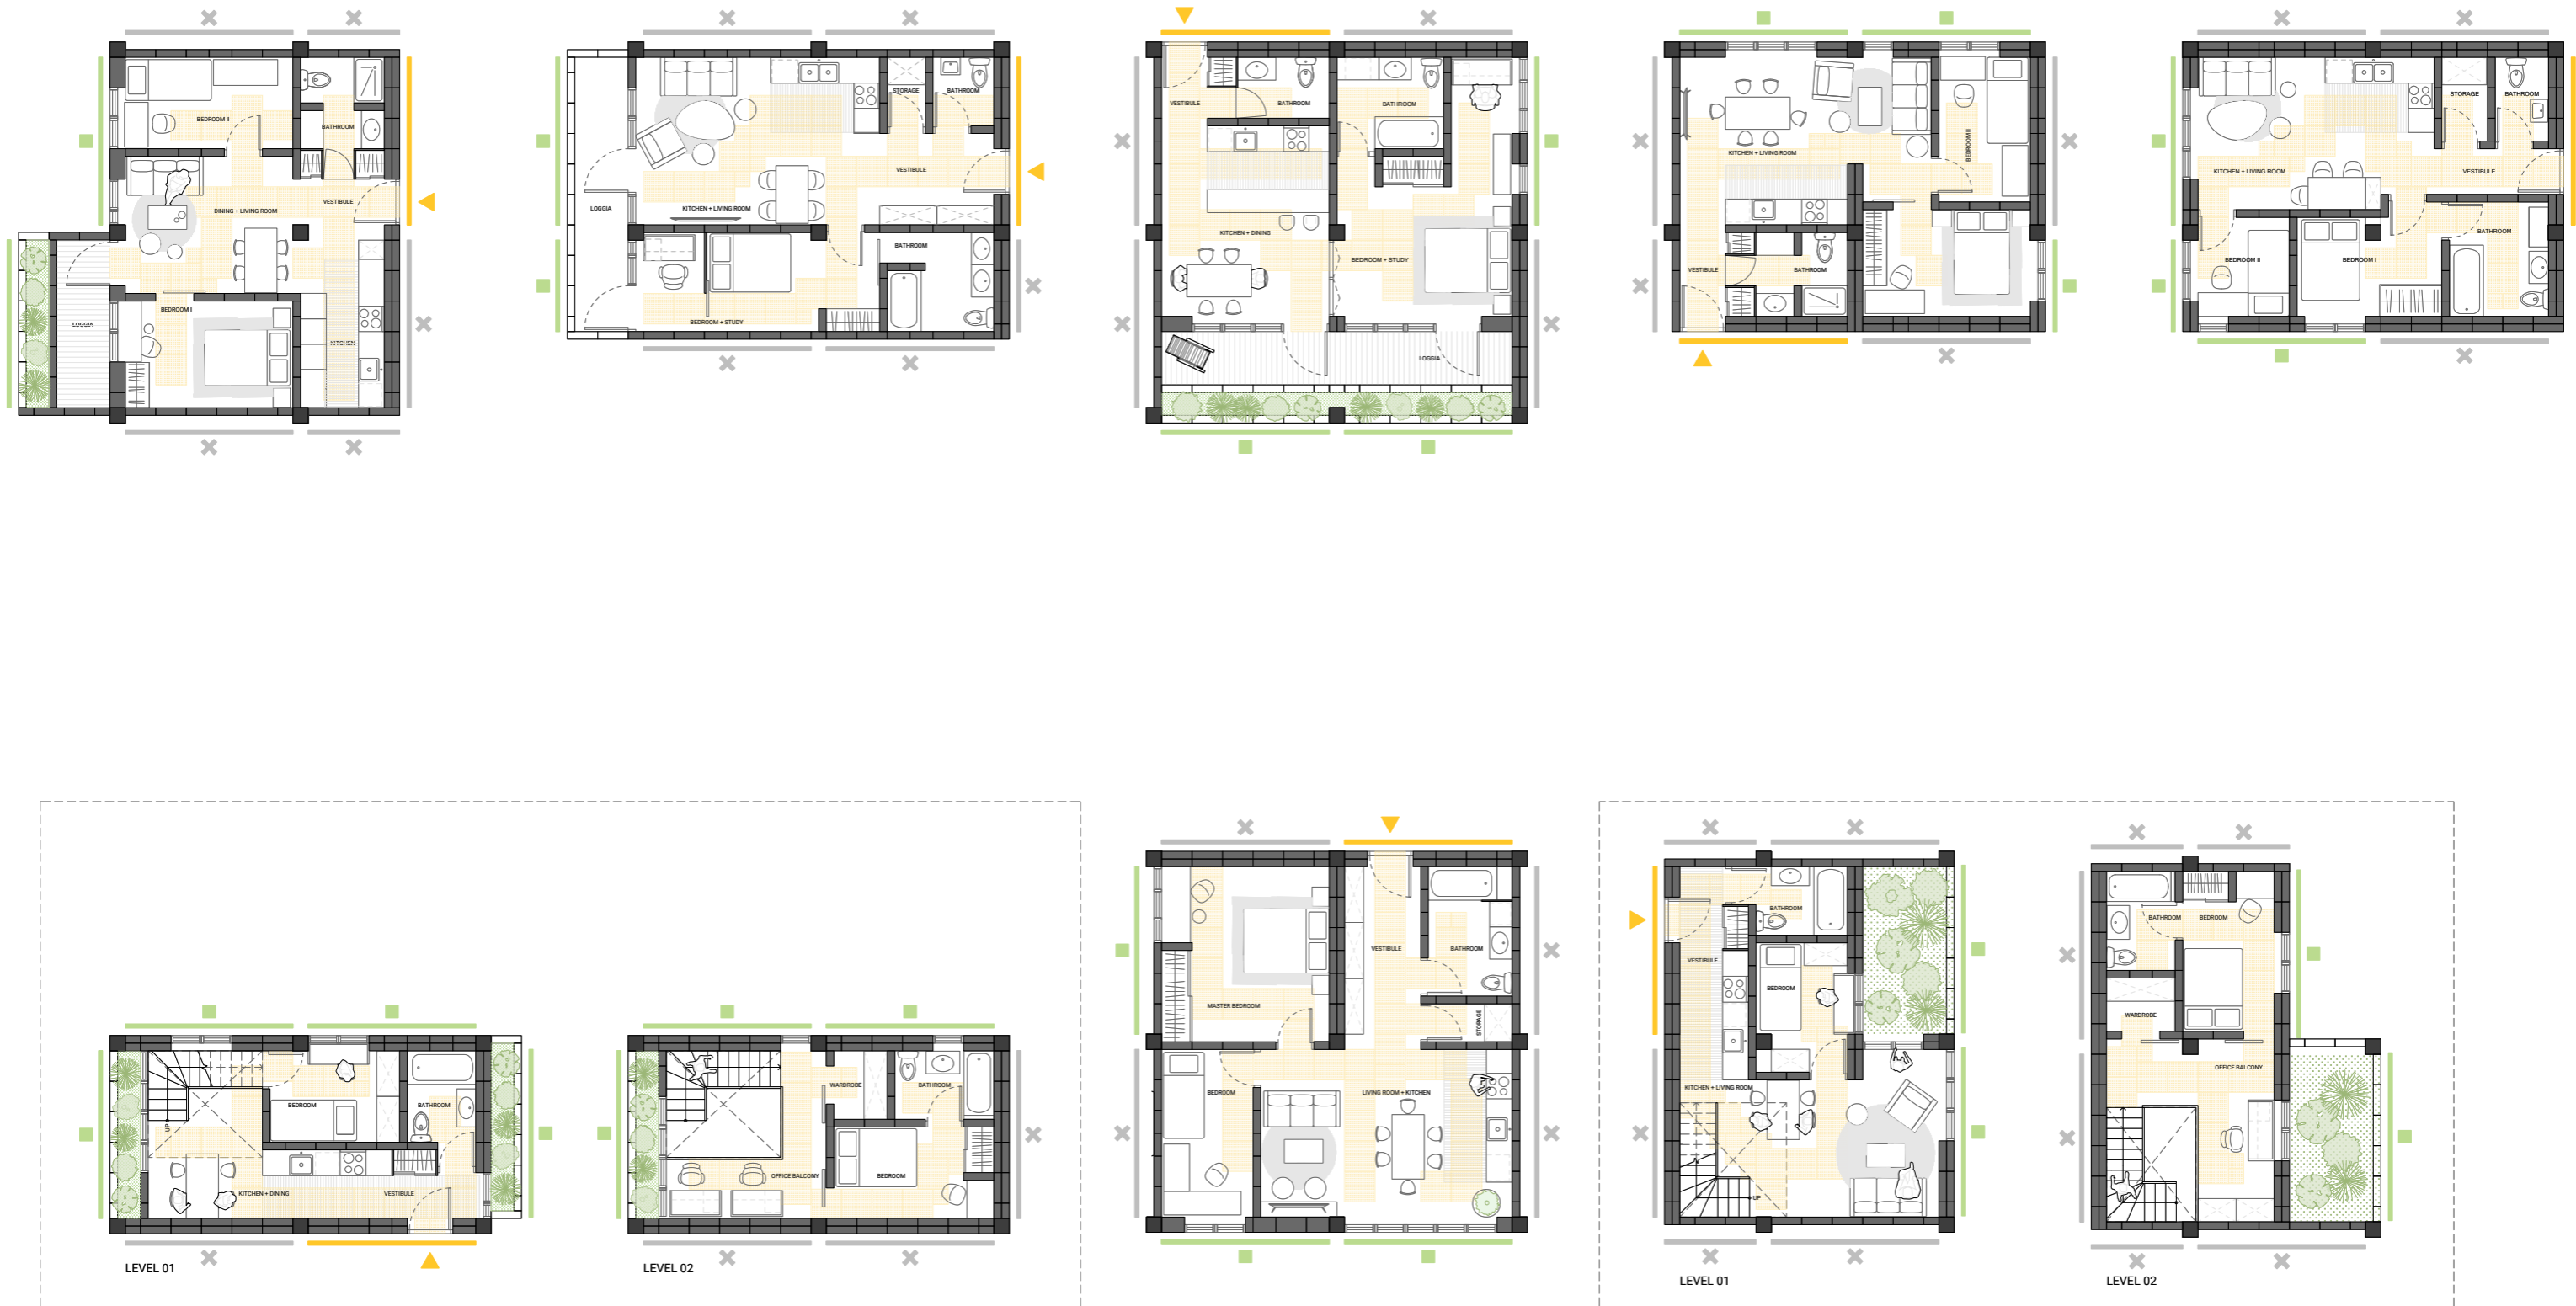 BEDROOM II
BATHROOM
DINING + LIVING ROOM
VESTIBULE
BEDROOM I
LOGGIA
KITCHEN
STORAGE
BATHROOM
VESTIBULE
LOGGIA
KITCHEN + LIVING ROOM
BATHROOM
BEDROOM + STUDY
VESTIBULE
BATHROOM
BATHROOM
KITCHEN + DINING
BEDROOM + STUDY
LOGGIA
KITCHEN + LIVING ROOM
BEDROOM II
VESTIBULE
BATHROOM
STORAGE
BATHROOM
KITCHEN + LIVING ROOM
VESTIBULE
BATHROOM
BEDROOM II
BEDROOM I
BEDROOM
BATHROOM
UP
KITCHEN + DINING
VESTIBULE
LEVEL 01
WARDROBE
BATHROOM
OFFICE BALCONY
BEDROOM
LEVEL 02
VESTIBULE
BATHROOM
MASTER BEDROOM
STORAGE
BEDROOM
LIVING ROOM + KITCHEN
BATHROOM
VESTIBULE
BEDROOM
KITCHEN + LIVING ROOM
UP
LEVEL 01
BATHROOM
BEDROOM
WARDROBE
OFFICE BALCONY
LEVEL 02